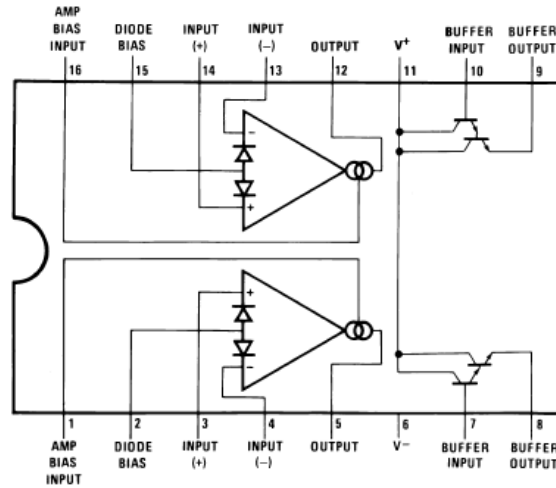 AMP
BIAS
INPUT
DIODE
BIAS
INPUT
(+)
INPUT
(−)
OUTPUT
V+
BUFFER
INPUT
BUFFER
OUTPUT
16 15 14 13 12 11 10 9
−
+
+
−
1 2 3 4 5 6 7 8
AMP
BIAS
INPUT
DIODE
BIAS
INPUT
(+)
INPUT
(−)
OUTPUT
V−
BUFFER
INPUT
BUFFER
OUTPUT